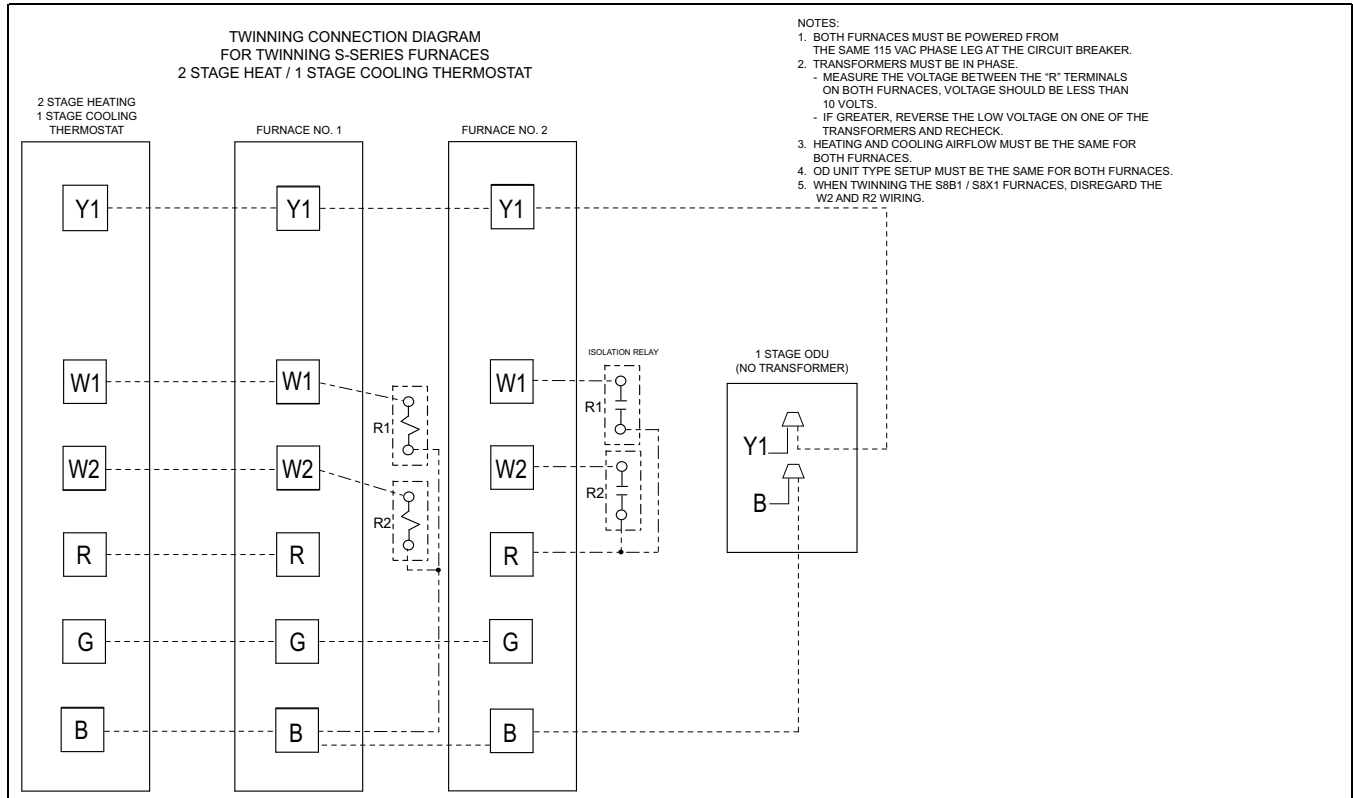 TWINNING CONNECTION DIAGRAM
FOR TWINNING S-SERIES FURNACES
2 STAGE HEAT / 1 STAGE COOLING THERMOSTAT
NOTES:
1. BOTH FURNACES MUST BE POWERED FROM
THE SAME 115 VAC PHASE LEG AT THE CIRCUIT BREAKER.
2. TRANSFORMERS MUST BE IN PHASE.
- MEASURE THE VOLTAGE BETWEEN THE “R” TERMINALS
ON BOTH FURNACES, VOLTAGE SHOULD BE LESS THAN
10 VOLTS.
- IF GREATER, REVERSE THE LOW VOLTAGE ON ONE OF THE
TRANSFORMERS AND RECHECK.
3. HEATING AND COOLING AIRFLOW MUST BE THE SAME FOR
BOTH FURNACES.
4. OD UNIT TYPE SETUP MUST BE THE SAME FOR BOTH FURNACES.
5. WHEN TWINNING THE S8B1 / S8X1 FURNACES, DISREGARD THE
W2 AND R2 WIRING.
2 STAGE HEATING
1 STAGE COOLING
THERMOSTAT
Y1
W1
W2
R
G
B
FURNACE NO. 1
Y1
W1
W2
R
G
B
R1
R2
FURNACE NO. 2
Y1
W1
W2
R
G
B
ISOLATION RELAY
R1
R2
1 STAGE ODU
(NO TRANSFORMER)
Y1
B